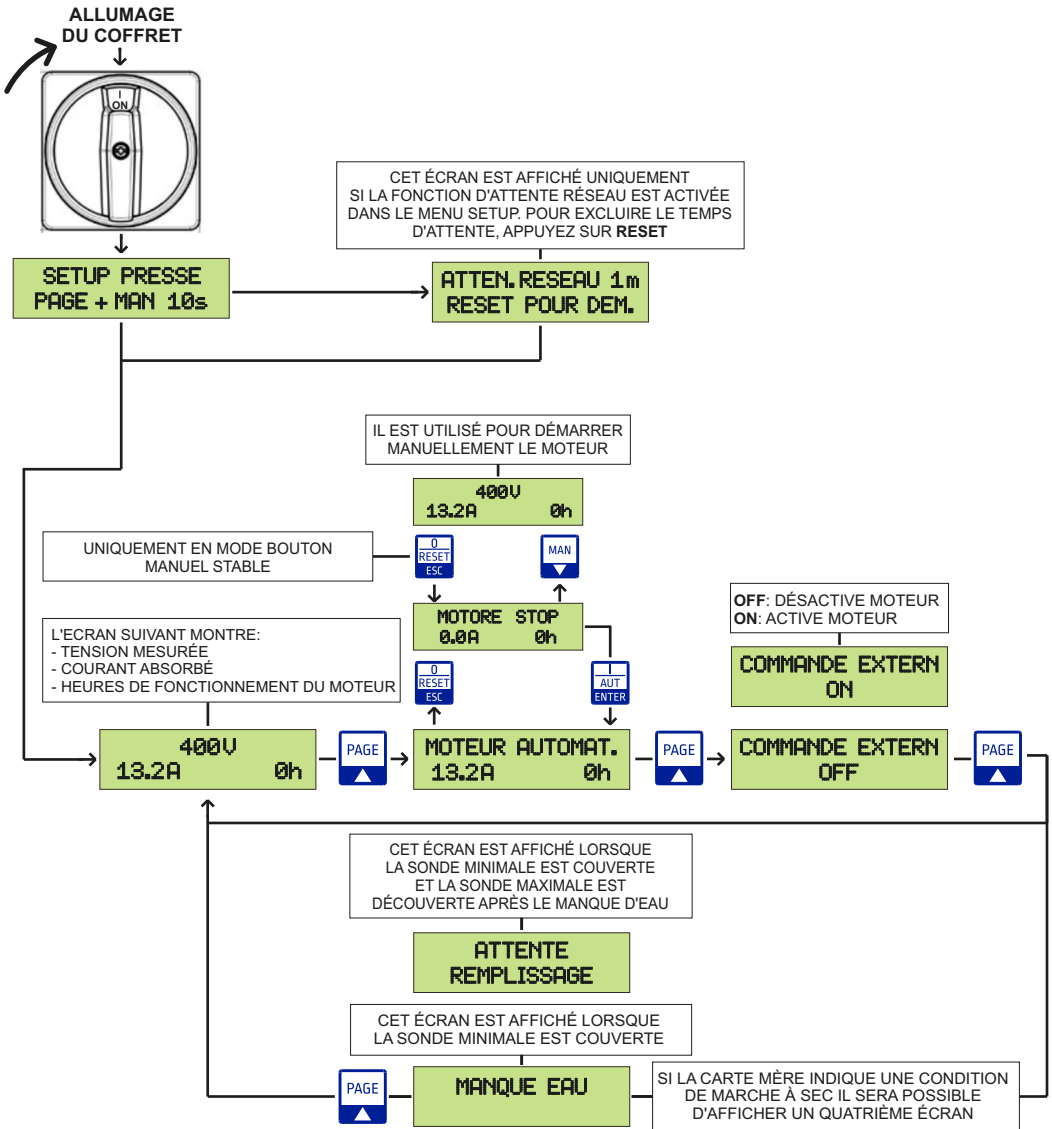 ALLUMAGE
DU COFFRET
I
ON
CET ÉCRAN EST AFFICHÉ UNIQUEMENT
SI LA FONCTION D'ATTENTE RÉSEAU EST ACTIVÉE
DANS LE MENU SETUP. POUR EXCLUIRE LE TEMPS
D'ATTENTE, APPUYEZ SUR RESET
SETUP PRESSE
PAGE + MAN 10s
ATTEN.RESEAU 1m
RESET POUR DEM.
IL EST UTILISÉ POUR DÉMARRER
MANUELLEMENT LE MOTEUR
400V
13.2A 0h
UNIQUEMENT EN MODE BOUTON
MANUEL STABLE
0
RESET
ESC
MAN
MOTORE STOP
0.0A 0h
OFF: DÉSACTIVE MOTEUR
ON: ACTIVE MOTEUR
L'ECRAN SUIVANT MONTRE:
- TENSION MESURÉE
- COURANT ABSORBÉ
- HEURES DE FONCTIONNEMENT DU MOTEUR
0
RESET
ESC
I
AUT
ENTER
COMMANDE EXTERN
ON
400V
13.2A 0h
PAGE
MOTEUR AUTOMAT.
13.2A 0h
PAGE
COMMANDE EXTERN
OFF
PAGE
CET ÉCRAN EST AFFICHÉ LORSQUE
LA SONDE MINIMALE EST COUVERTE
ET LA SONDE MAXIMALE EST
DÉCOUVERTE APRÈS LE MANQUE D'EAU
ATTENTE
REMPLISSAGE
CET ÉCRAN EST AFFICHÉ LORSQUE
LA SONDE MINIMALE EST COUVERTE
PAGE
MANQUE EAU
SI LA CARTE MÈRE INDIQUE UNE CONDITION
DE MARCHE À SEC IL SERA POSSIBLE
D'AFFICHER UN QUATRIÈME ÉCRAN